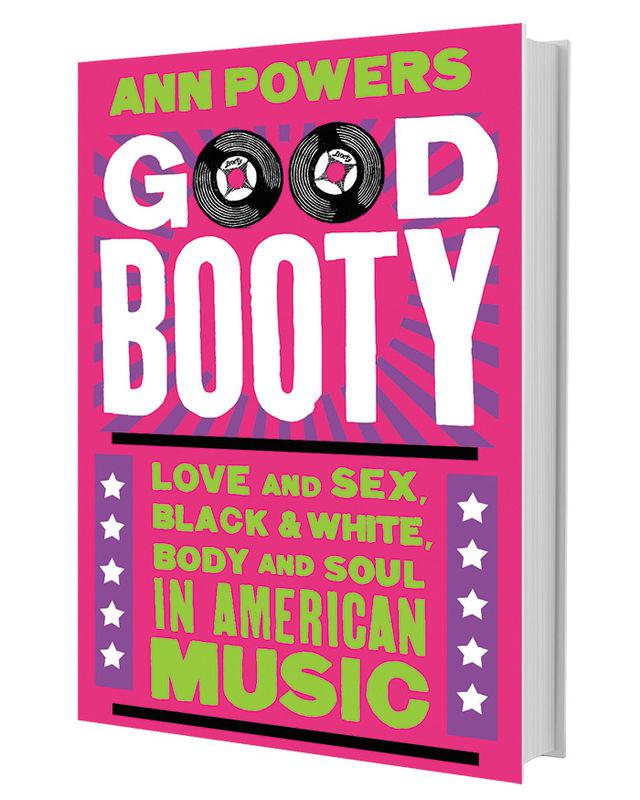 ANN POWERS
GOOD
BOOTY
LOVE AND SEX,
BLACK & WHITE,
BODY AND SOUL
IN AMERICAN
MUSIC